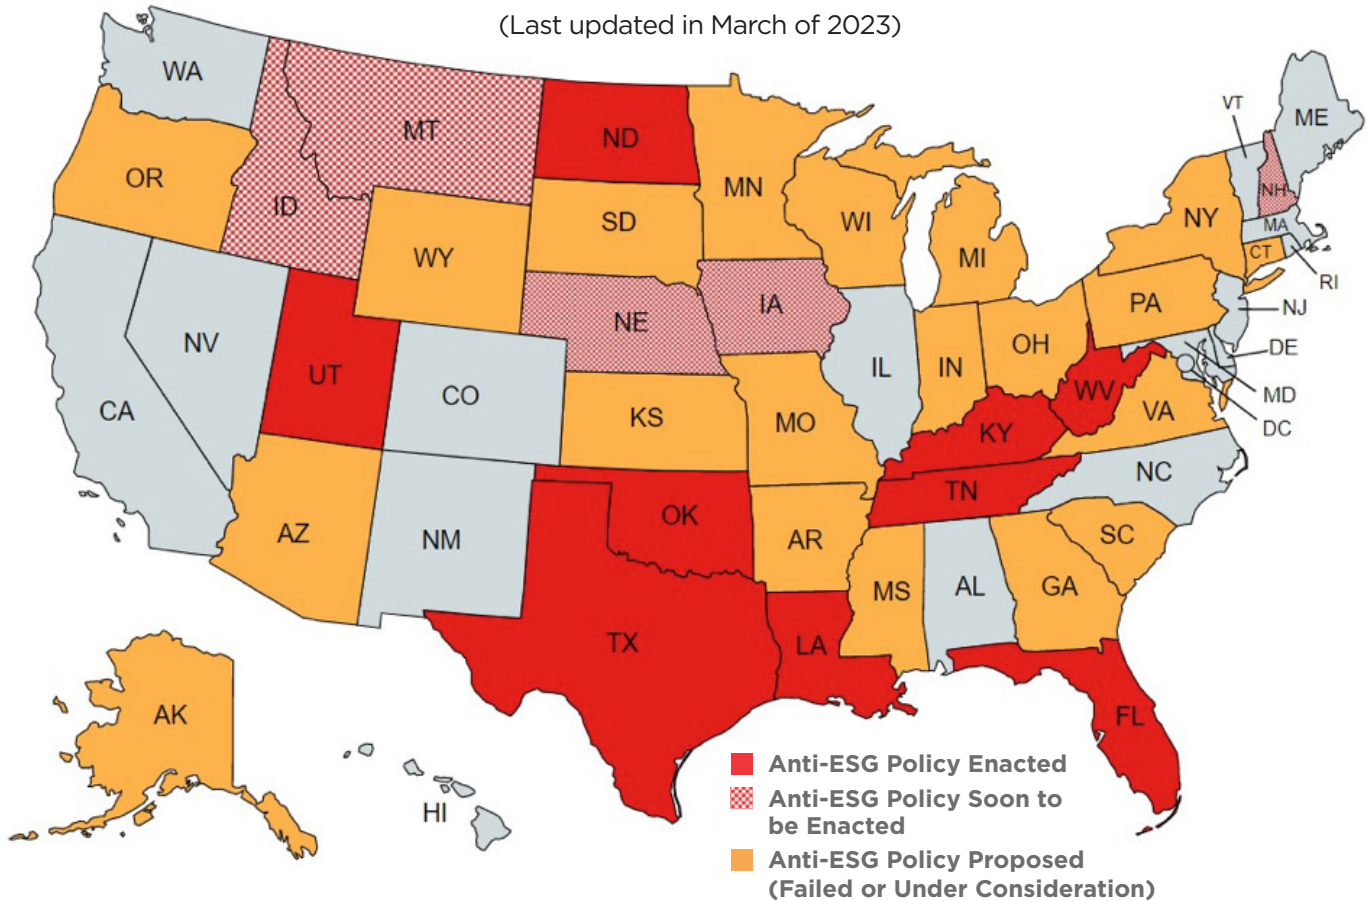 (Last updated in March of 2023)
WA
MT
ND
MN
VT
ME
OR
ID
SD
WI
NY
NH
MA
WY
MI
CT
RI
NE
IA
PA
NJ
NV
UT
CO
IL
IN
OH
DE
CA
KS
MO
WV
VA
MD
DC
KY
NC
AZ
NM
OK
AR
TN
SC
MS
AL
GA
TX
LA
AK
FL
HI
Anti-ESG Policy Enacted
Anti-ESG Policy Soon to
be Enacted
Anti-ESG Policy Proposed
(Failed or Under Consideration)